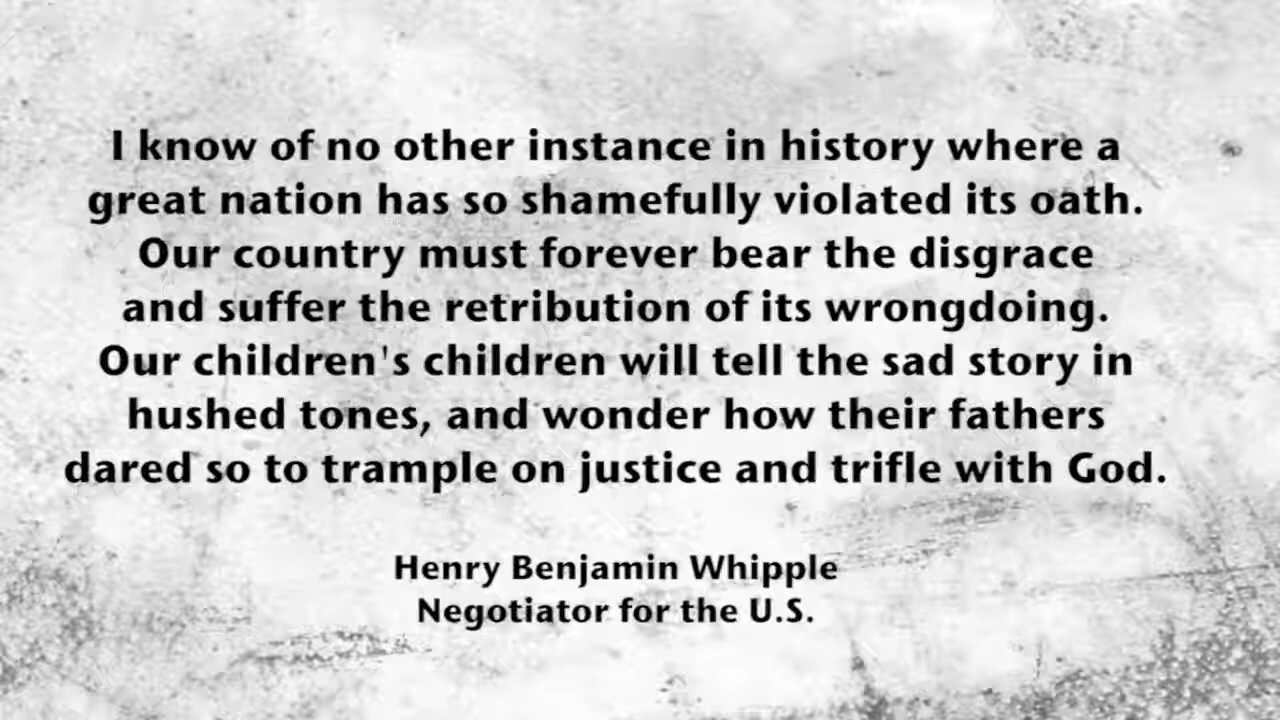 I know of no other instance in history where a
great nation has so shamefully violated its oath.
Our country must forever bear the disgrace
and suffer the retribution of its wrongdoing.
Our children's children will tell the sad story in
hushed tones, and wonder how their fathers
dared so to trample on justice and trifle with God.
Henry Benjamin Whipple
Negotiator for the U.S.